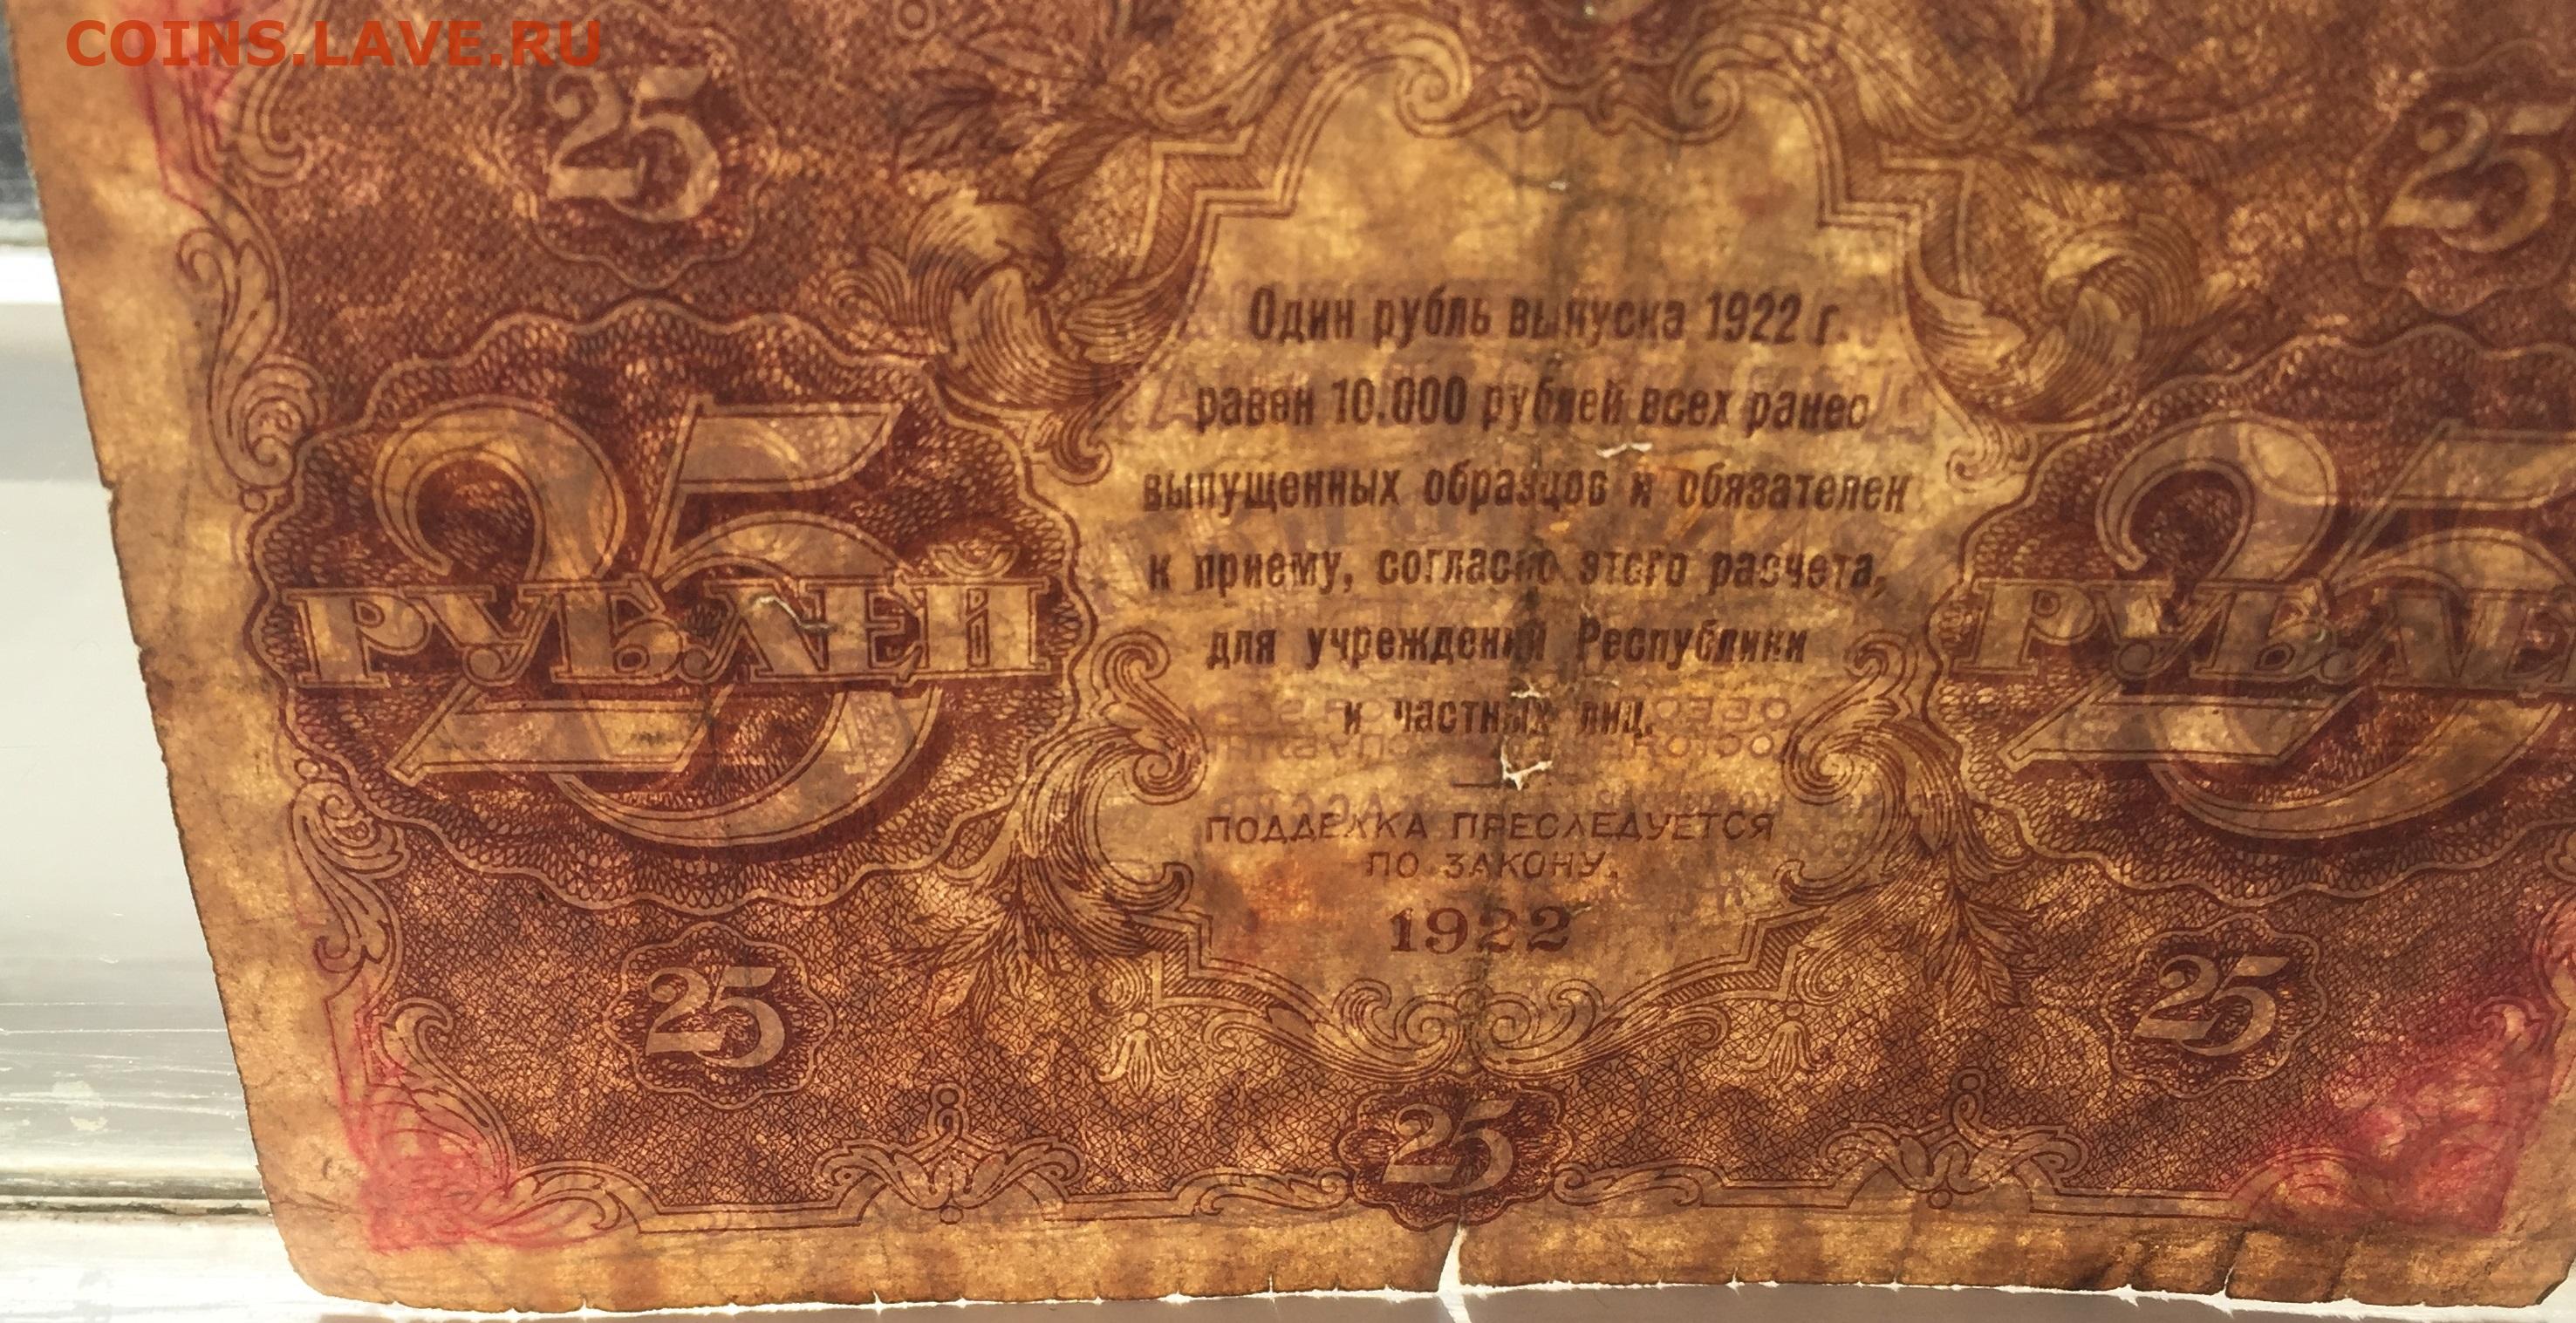 COINS.LAVE.RU
25
25
Один рубль выпуска 1922 г.
равен 10.000 рублей всех ранее
выпущенных образцов и обязателен
к приему, согласно этого расчета,
для учреждений Республики
и частных лиц.
25
РУБЛЕЙ
25
РУБЛЕ
ПОДДЕЛКА ПРЕСЛЕДУЕТСЯ
ПО ЗАКОНУ.
1922
25
25
25